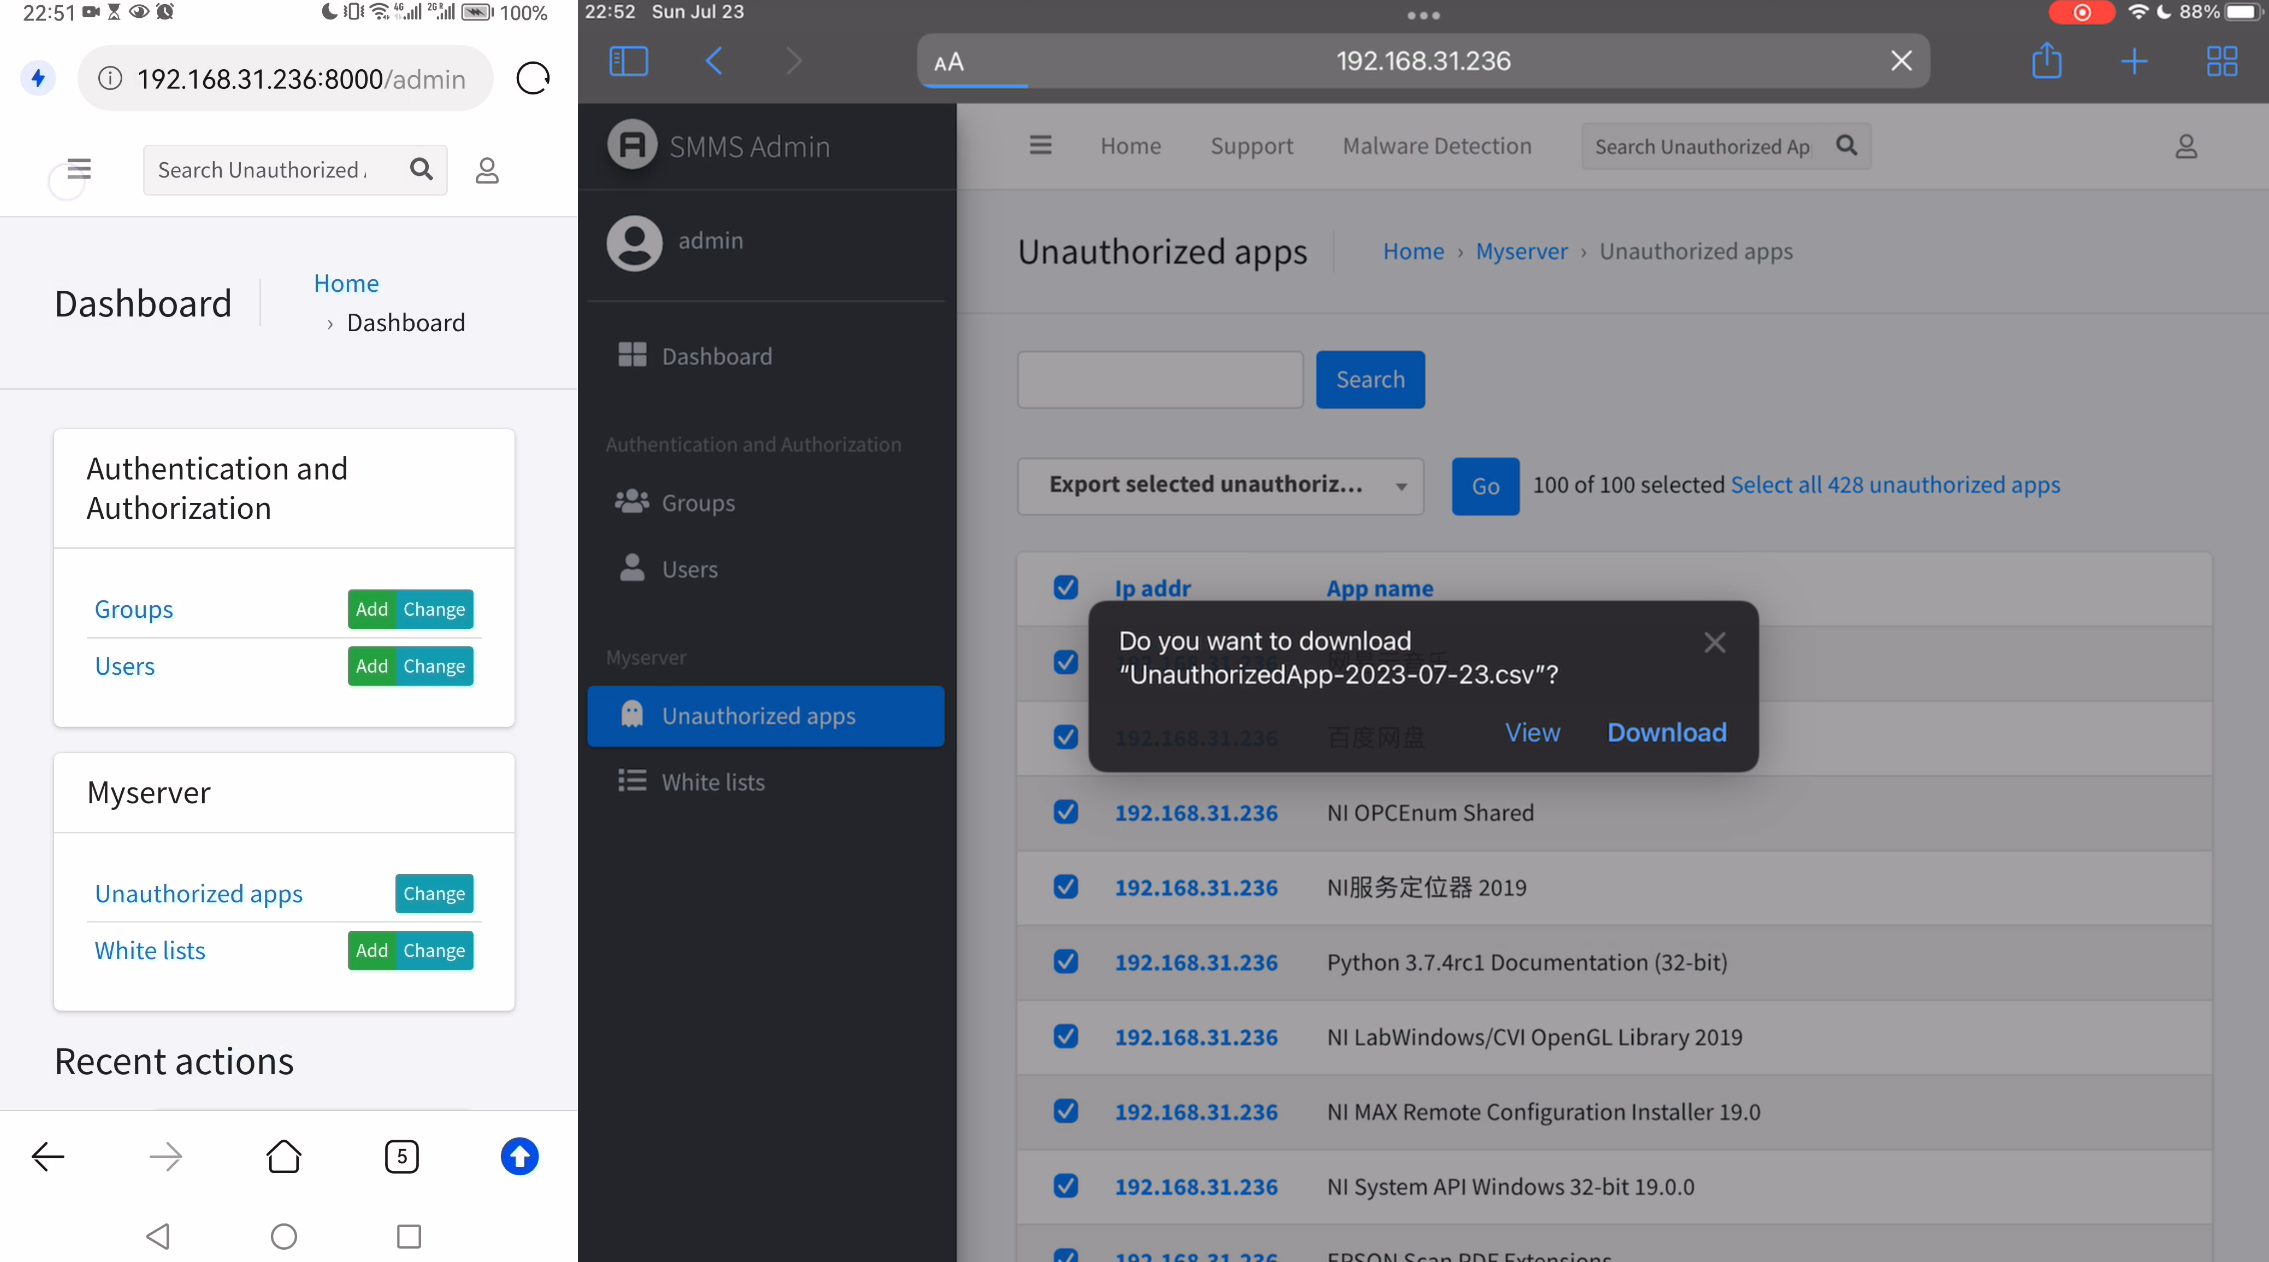 22:51
4G
2G
100%
192.168.31.236:8000/admin
Search Unauthorized
Dashboard
Home
› Dashboard
Authentication and
Authorization
Groups
Add Change
Users
Add Change
Myserver
Unauthorized apps
Change
White lists
Add Change
Recent actions
5
22:52 Sun Jul 23
88%
AA
192.168.31.236
SMMS Admin
admin
Dashboard
Authentication and Authorization
Groups
Users
Myserver
Unauthorized apps
White lists
Home
Support
Malware Detection
Search Unauthorized Ap
Unauthorized apps
Home › Myserver › Unauthorized apps
Search
Export selected unauthoriz...
Go
100 of 100 selected Select all 428 unauthorized apps
Ip addr
App name
Do you want to download
“UnauthorizedApp-2023-07-23.csv”?
View
Download
192.168.31.236 百度网盘
192.168.31.236 NI OPCEnum Shared
192.168.31.236 NI服务定位器 2019
192.168.31.236 Python 3.7.4rc1 Documentation (32-bit)
192.168.31.236 NI LabWindows/CVI OpenGL Library 2019
192.168.31.236 NI MAX Remote Configuration Installer 19.0
192.168.31.236 NI System API Windows 32-bit 19.0.0
192.168.31.236 EPSON Scan PDF Extensions